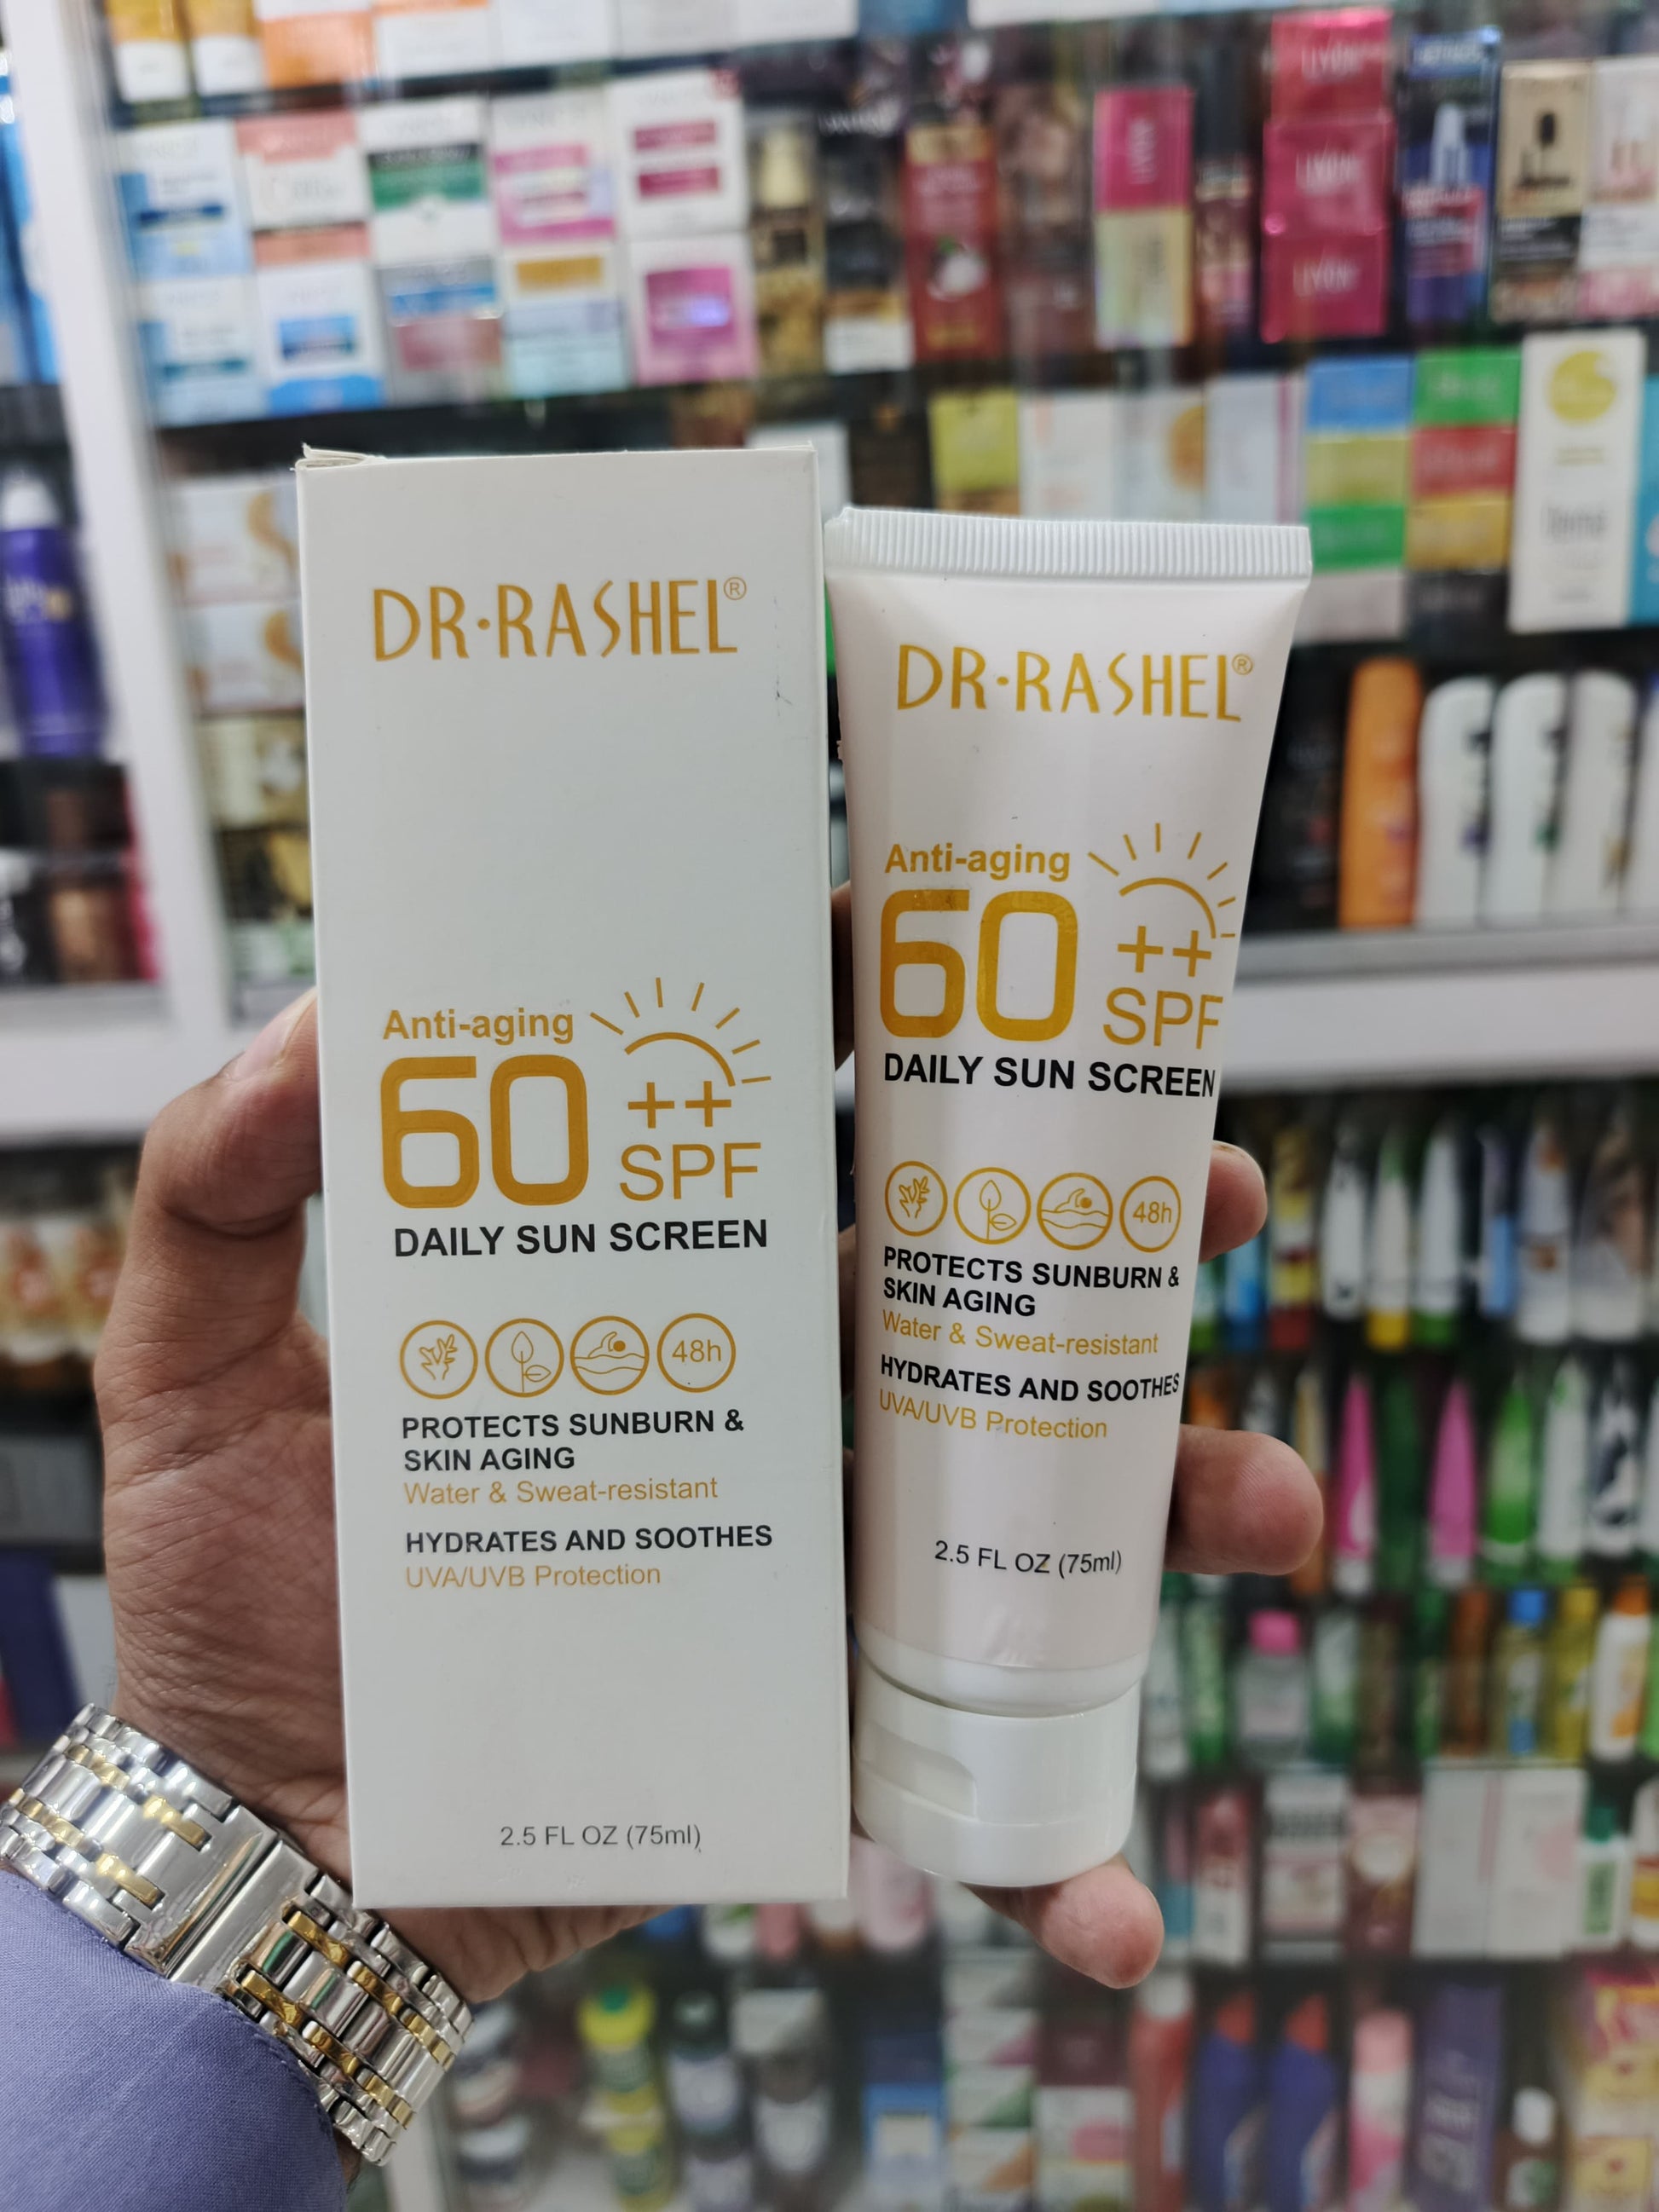 DR·RASHEL®
Anti-aging
60 ++ SPF
DAILY SUN SCREEN
48h
PROTECTS SUNBURN &
SKIN AGING
Water & Sweat-resistant
HYDRATES AND SOOTHES
UVA/UVB Protection
2.5 FL OZ (75ml)
DR·RASHEL®
Anti-aging
60 ++ SPF
DAILY SUN SCREEN
48h
PROTECTS SUNBURN &
SKIN AGING
Water & Sweat-resistant
HYDRATES AND SOOTHES
UVA/UVB Protection
2.5 FL OZ (75ml)